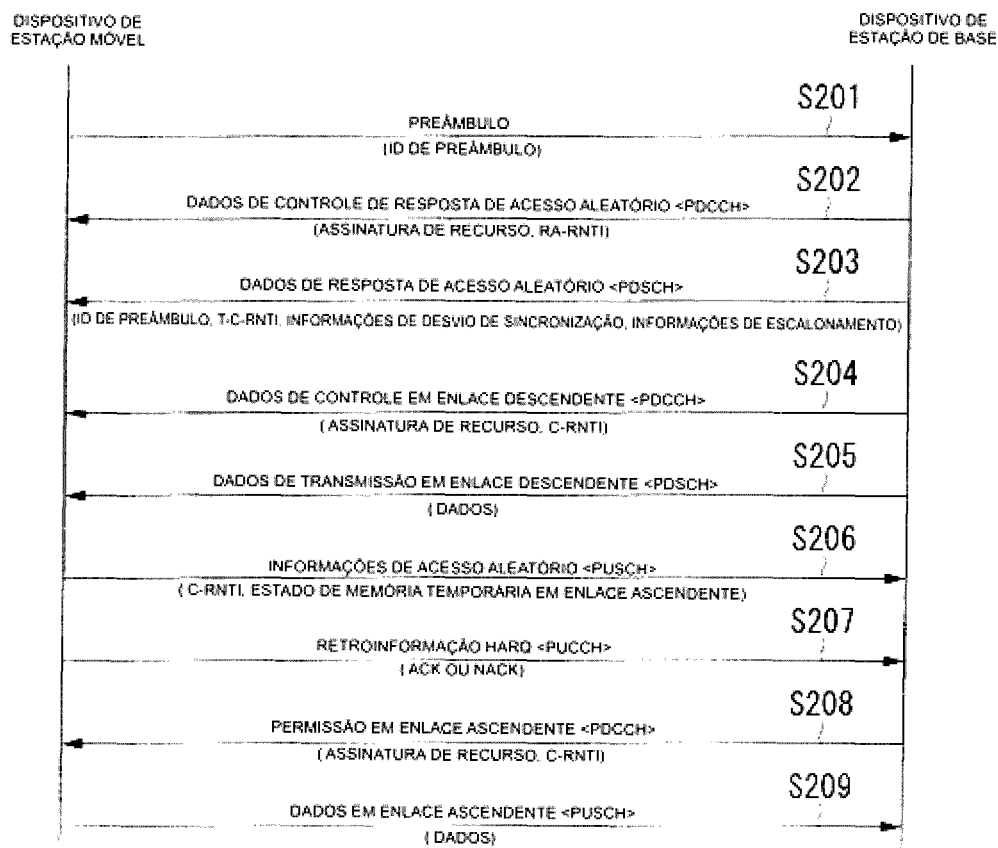 DISPOSITIVO DE
ESTAÇÃO MÓVEL
DISPOSITIVO DE
ESTAÇÃO DE BASE
S201
PREÂMBULO
(ID DE PREÂMBULO)
S202
DADOS DE CONTROLE DE RESPOSTA DE ACESSO ALEATÓRIO <PDCCH>
(ASSINATURA DE RECURSO, RA-RNTI)
S203
DADOS DE RESPOSTA DE ACESSO ALEATÓRIO <PDSCH>
(ID DE PREÂMBULO, T-C-RNTI, INFORMAÇÕES DE DESVIO DE SINCRONIZAÇÃO, INFORMAÇÕES DE ESCALONAMENTO)
S204
DADOS DE CONTROLE EM ENLACE DESCENDENTE <PDCCH>
(ASSINATURA DE RECURSO, C-RNTI)
S205
DADOS DE TRANSMISSÃO EM ENLACE DESCENDENTE <PDSCH>
(DADOS)
S206
INFORMAÇÕES DE ACESSO ALEATÓRIO <PUSCH>
(C-RNTI, ESTADO DE MEMÓRIA TEMPORÁRIA EM ENLACE ASCENDENTE)
S207
RETROINFORMAÇÃO HARQ <PUCCH>
(ACK OU NACK)
S208
PERMISSÃO EM ENLACE ASCENDENTE <PDCCH>
(ASSINATURA DE RECURSO, C-RNTI)
S209
DADOS EM ENLACE ASCENDENTE <PUSCH>
(DADOS)